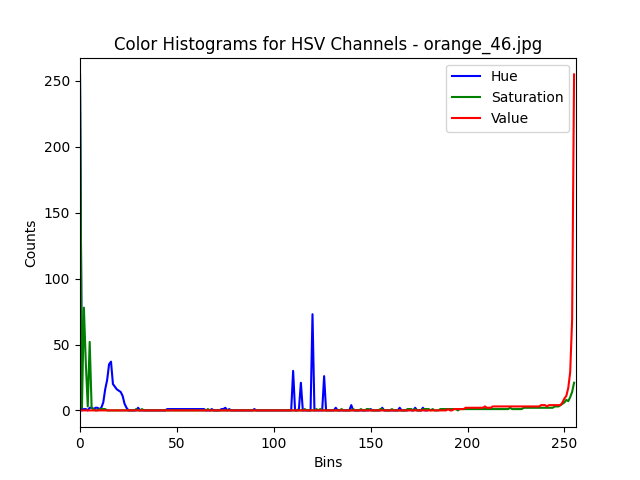 Color Histograms for HSV Channels - orange_46.jpg
Hue
Saturation
Value
Counts
250
200
150
100
50
0
0 50 100 150 200 250
Bins